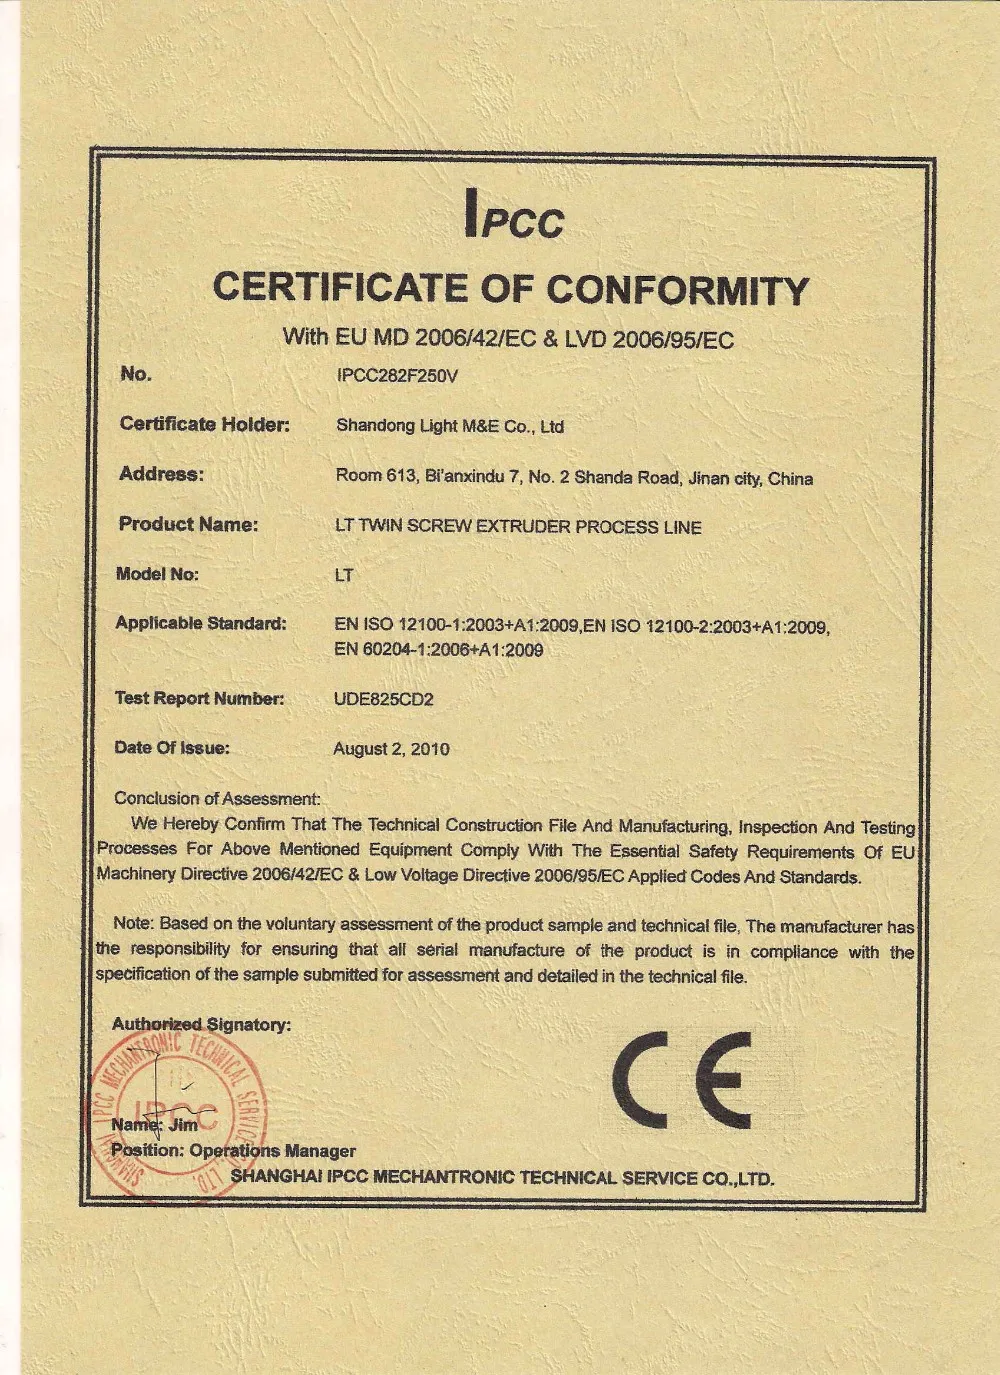 IPCC
CERTIFICATE OF CONFORMITY
With EU MD 2006/42/EC & LVD 2006/95/EC
No. IPCC282F250V
Certificate Holder: Shandong Light M&E Co., Ltd
Address: Room 613, Bi'anxindu 7, No. 2 Shanda Road, Jinan city, China
Product Name: LT TWIN SCREW EXTRUDER PROCESS LINE
Model No: LT
Applicable Standard: EN ISO 12100-1:2003+A1:2009,EN ISO 12100-2:2003+A1:2009,
EN 60204-1:2006+A1:2009
Test Report Number: UDE825CD2
Date Of Issue: August 2, 2010
Conclusion of Assessment:
We Hereby Confirm That The Technical Construction File And Manufacturing, Inspection And Testing
Processes For Above Mentioned Equipment Comply With The Essential Safety Requirements Of EU
Machinery Directive 2006/42/EC & Low Voltage Directive 2006/95/EC Applied Codes And Standards.
Note: Based on the voluntary assessment of the product sample and technical file, The manufacturer has
the responsibility for ensuring that all serial manufacture of the product is in compliance with the
specification of the sample submitted for assessment and detailed in the technical file.
Authorized Signatory:
SHANGHAI IPCC MECHANTRONIC TECHNICAL SERVICE CO., LTD.
IPCC
CE
Name: Jim
Position: Operations Manager
SHANGHAI IPCC MECHANTRONIC TECHNICAL SERVICE CO.,LTD.